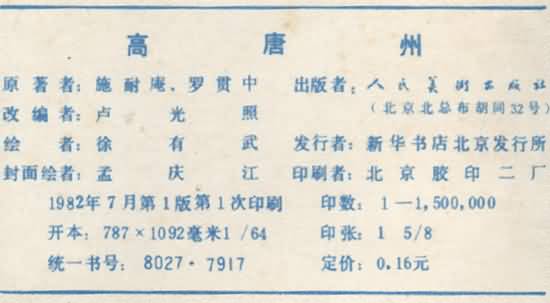 高唐州
原著者：施耐庵、罗贯中
改编者：卢光照
绘者：徐有武
封面绘者：孟庆江
1982年7月第1版第1次印刷
开本：787×1092毫米1/64
统一书号：8027·7917
出版者：人民美术出版社
（北京北总布胡同32号）
发行者：新华书店北京发行所
印刷者：北京胶印二厂
印数：1—1,500,000
印张：1 5/8
定价：0.16元